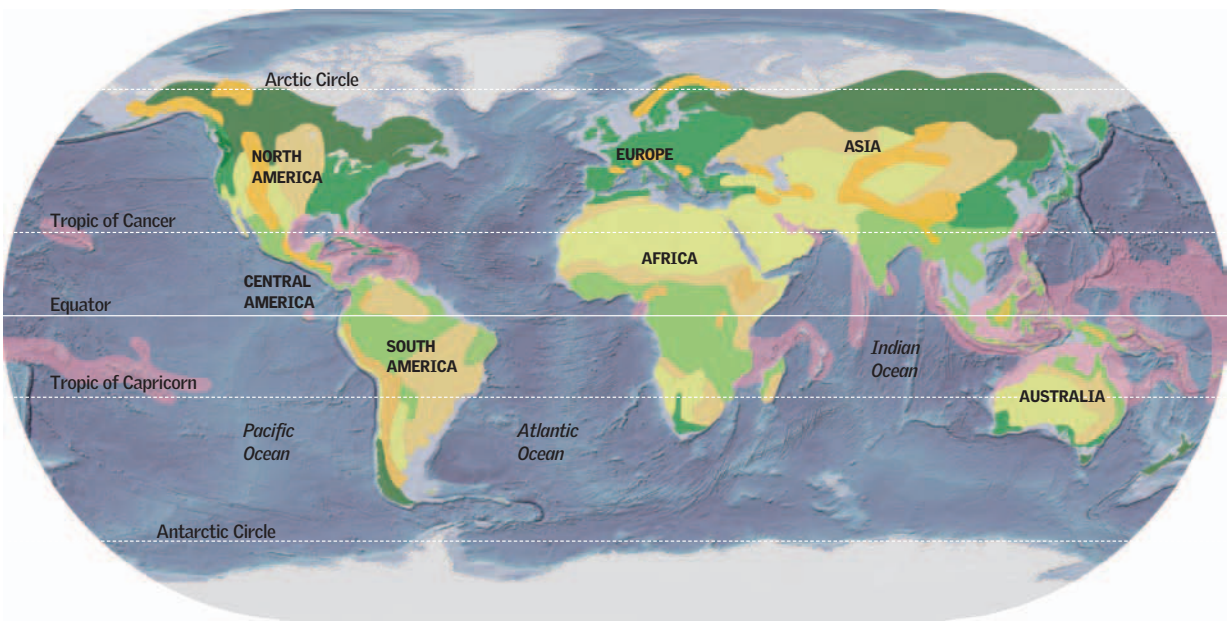 Arctic Circle
NORTH
AMERICA
EUROPE
ASIA
Tropic of Cancer
AFRICA
CENTRAL
AMERICA
Equator
SOUTH
AMERICA
Indian
Ocean
Tropic of Capricorn
AUSTRALIA
Pacific
Ocean
Atlantic
Ocean
Antarctic Circle